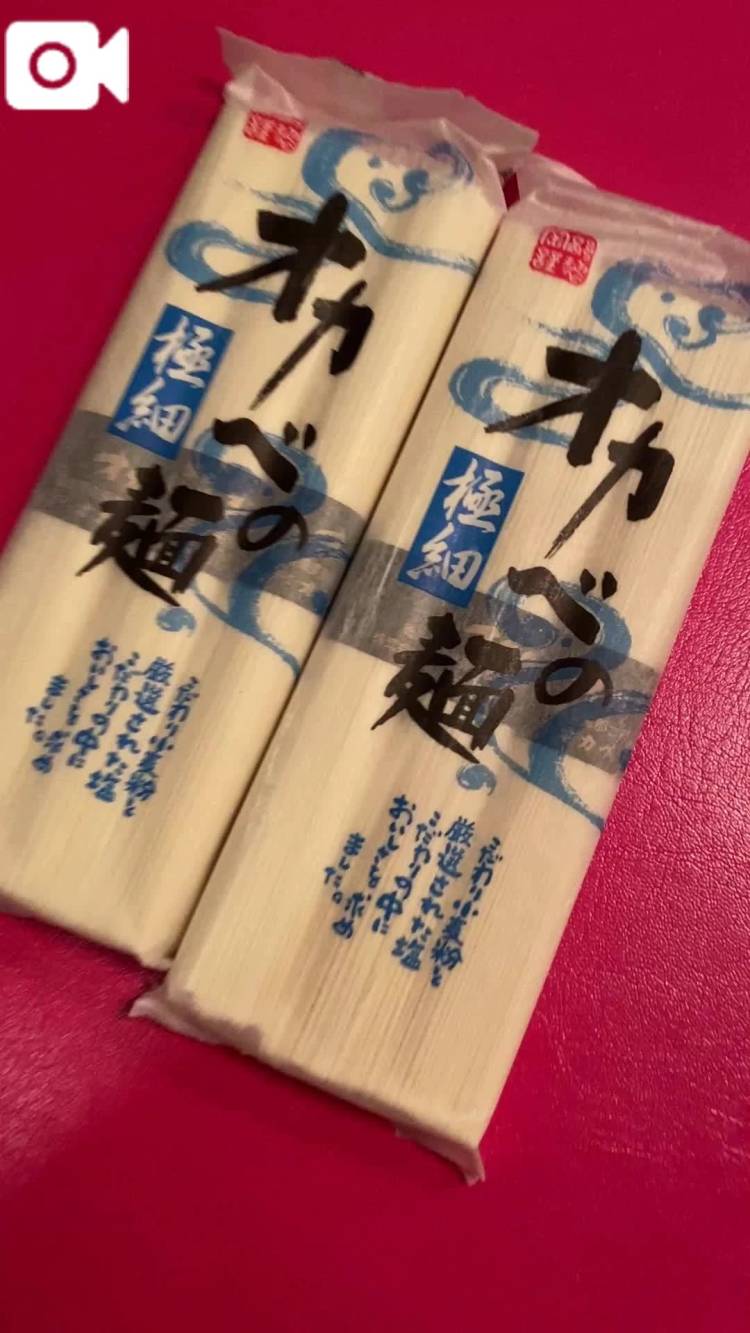 オカベの麺
極細
こだわり小麦粉と
厳選された塩
こだわりの中に
おいしさを求め
ました。
オカベの麺
極細
こだわり小麦粉と
厳選された塩
こだわりの中に
おいしさを求め
ました。